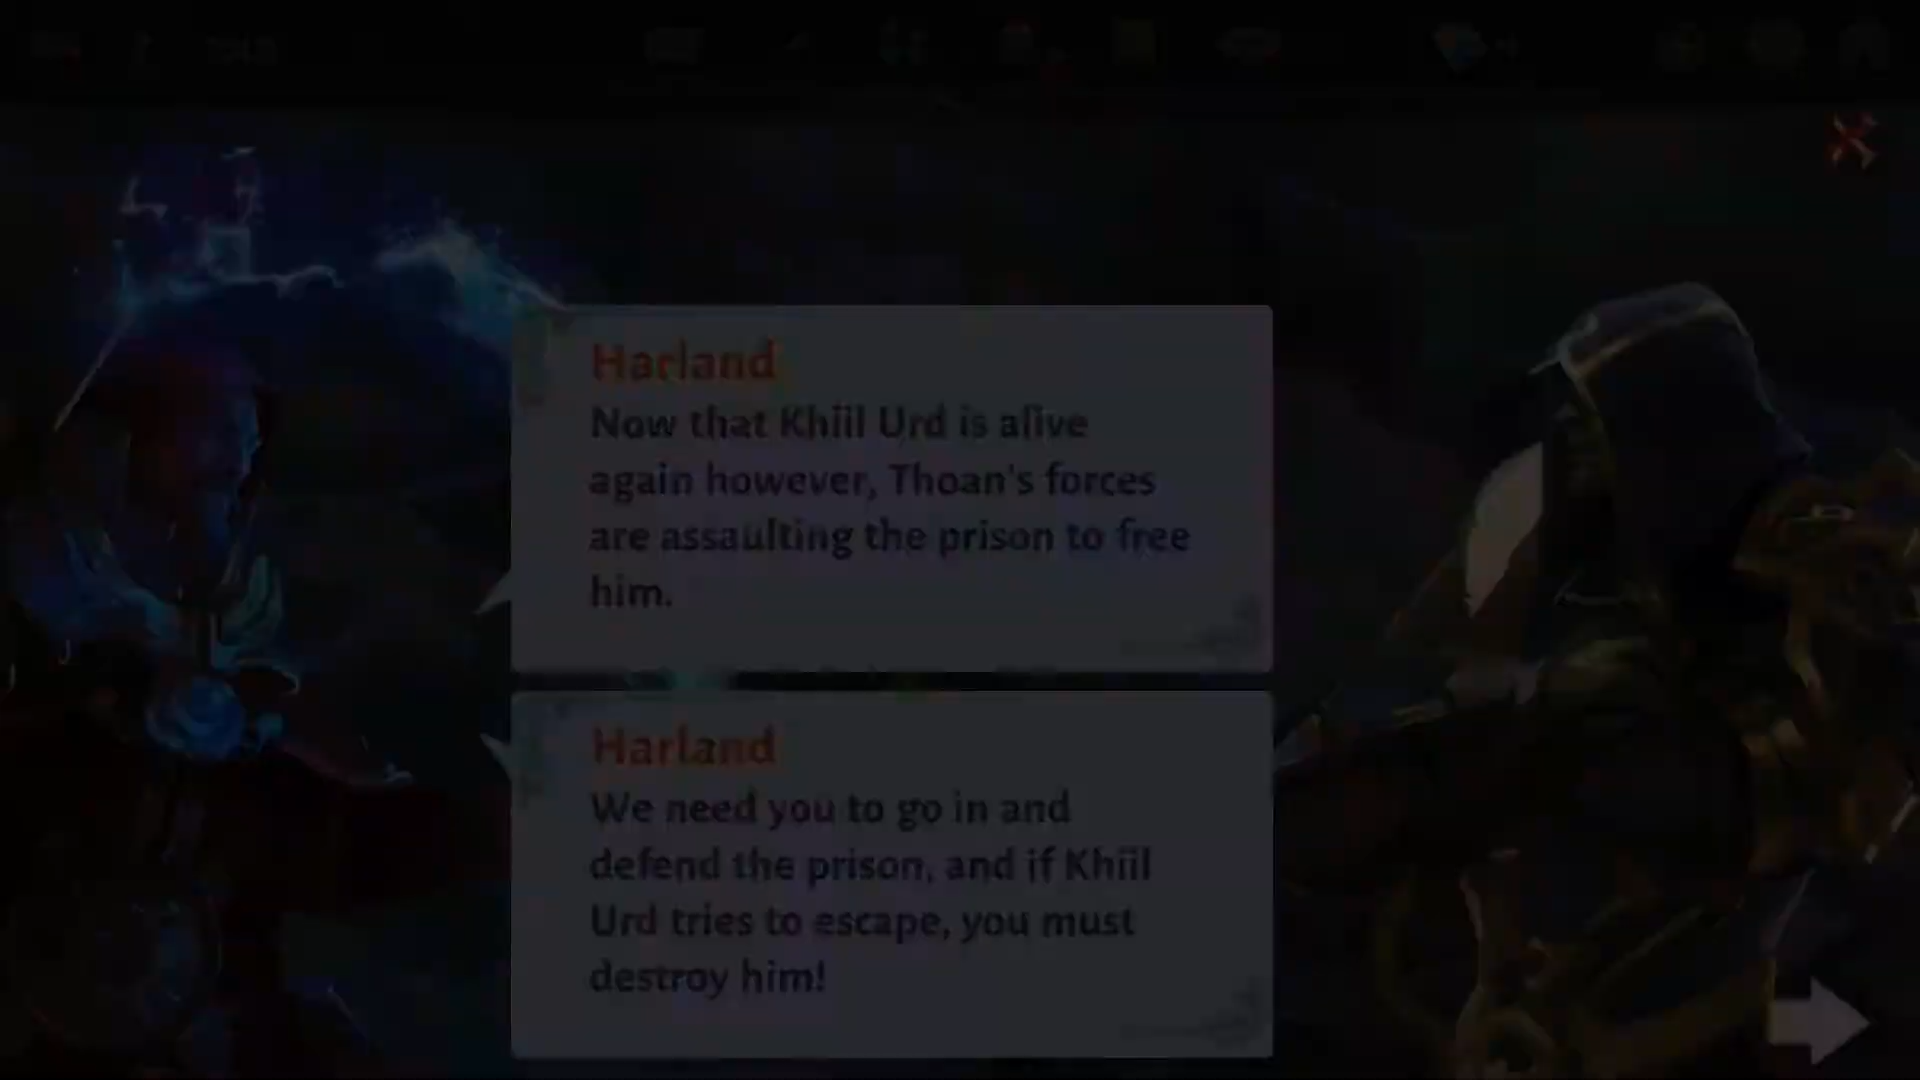 Harland
Now that Khiil Urd is alive
again however, Thoan's forces
are assaulting the prison to free
him.
Harland
We need you to go in and
defend the prison, and if Khiil
Urd tries to escape, you must
destroy him!